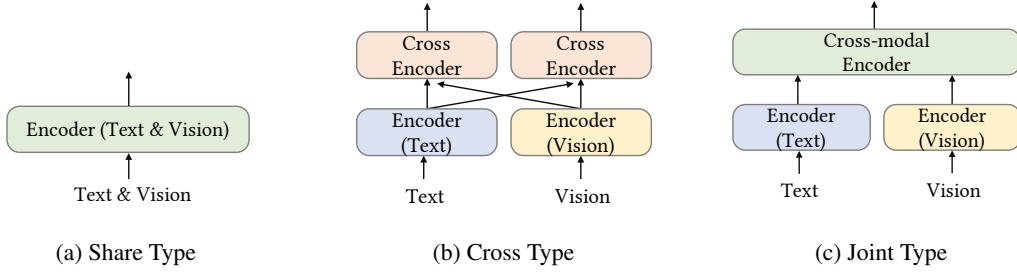 Encoder (Text & Vision)
Text & Vision
(a) Share Type
Cross
Encoder
Cross
Encoder
Encoder
(Text)
Encoder
(Vision)
Text
Vision
(b) Cross Type
Cross-modal
Encoder
Encoder
(Text)
Encoder
(Vision)
Text
Vision
(c) Joint Type